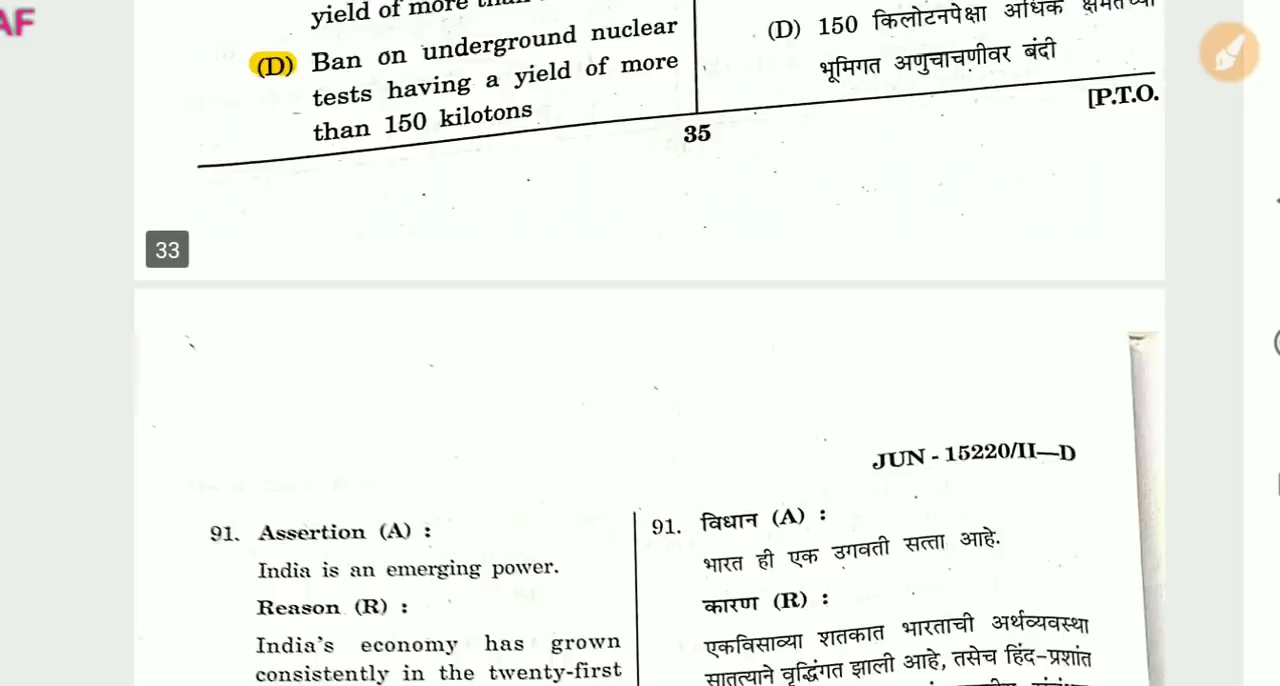 AF
yield of more
(D) Ban on underground nuclear
tests having a yield of more
than 150 kilotons
(D) 150 किलोटनपेक्षा अधिक
भूमिगत अणुचाचणीवर बंदी
[P.T.O.
35
33
JUN - 15220/II—D
91. Assertion (A) :
India is an emerging power.
Reason (R) :
India's economy has grown
consistently in the twenty-first
91. विधान (A) :
भारत ही एक उगवती सत्ता आहे.
कारण (R) :
एकविसाव्या शतकात भारताची अर्थव्यवस्था
सातत्याने वृद्धिंगत झाली आहे, तसेच हिंद-प्रशांत